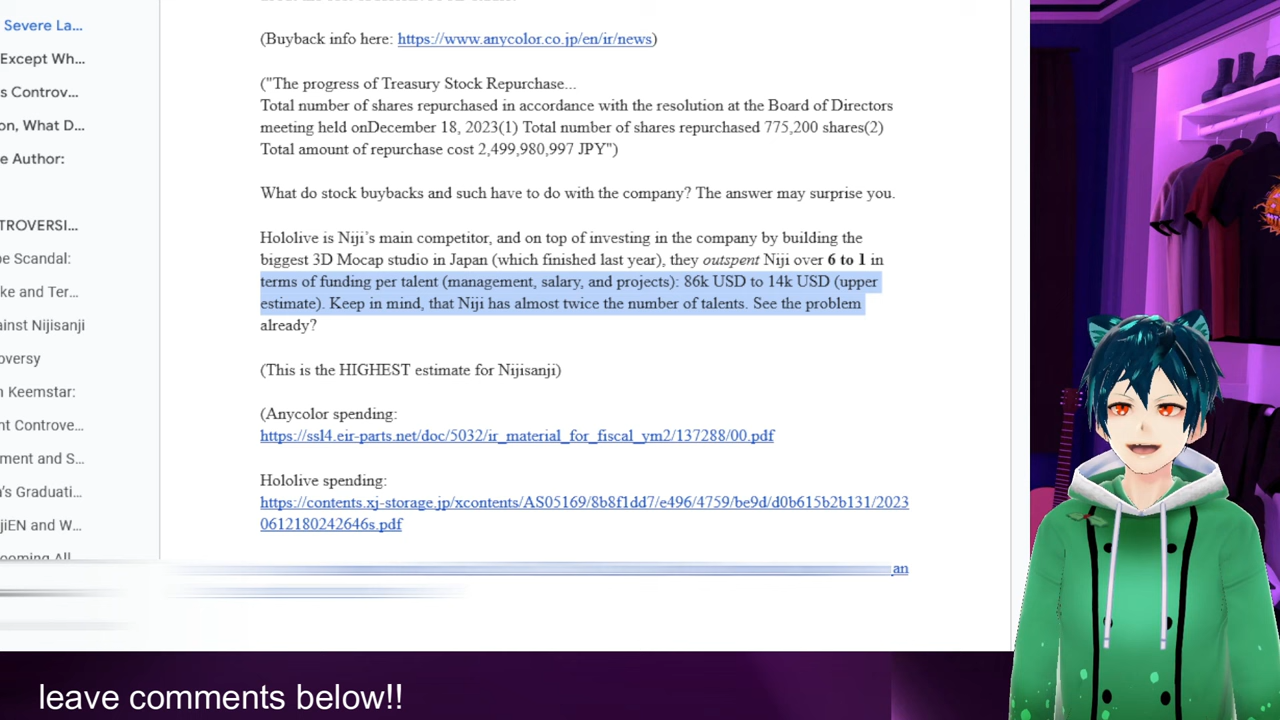 Severe La...
Except Wh...
s Controv...
on, What D...
e Author:
TROVERSI...
pe Scandal:
ke and Ter...
ainst Nijisanji
oversy
n Keemstar:
nt Controve...
ment and S...
a's Graduati...
jiEN and W...
ooming All
(Buyback info here: https://www.anycolor.co.jp/en/ir/news)
("The progress of Treasury Stock Repurchase...
Total number of shares repurchased in accordance with the resolution at the Board of Directors
meeting held onDecember 18, 2023(1) Total number of shares repurchased 775,200 shares(2)
Total amount of repurchase cost 2,499,980,997 JPY")
What do stock buybacks and such have to do with the company? The answer may surprise you.
Hololive is Niji's main competitor, and on top of investing in the company by building the
biggest 3D Mocap studio in Japan (which finished last year), they outspent Niji over 6 to 1 in
terms of funding per talent (management, salary, and projects): 86k USD to 14k USD (upper
estimate). Keep in mind, that Niji has almost twice the number of talents. See the problem
already?
(This is the HIGHEST estimate for Nijisanji)
(Anycolor spending:
https://ssl4.eir-parts.net/doc/5032/ir_material_for_fiscal_ym2/137288/00.pdf
Hololive spending:
https://contents.xj-storage.jp/xcontents/AS05169/8b8f1dd7/e496/4759/be9d/d0b615b2b131/2023
0612180242646s.pdf
an
leave comments below!!